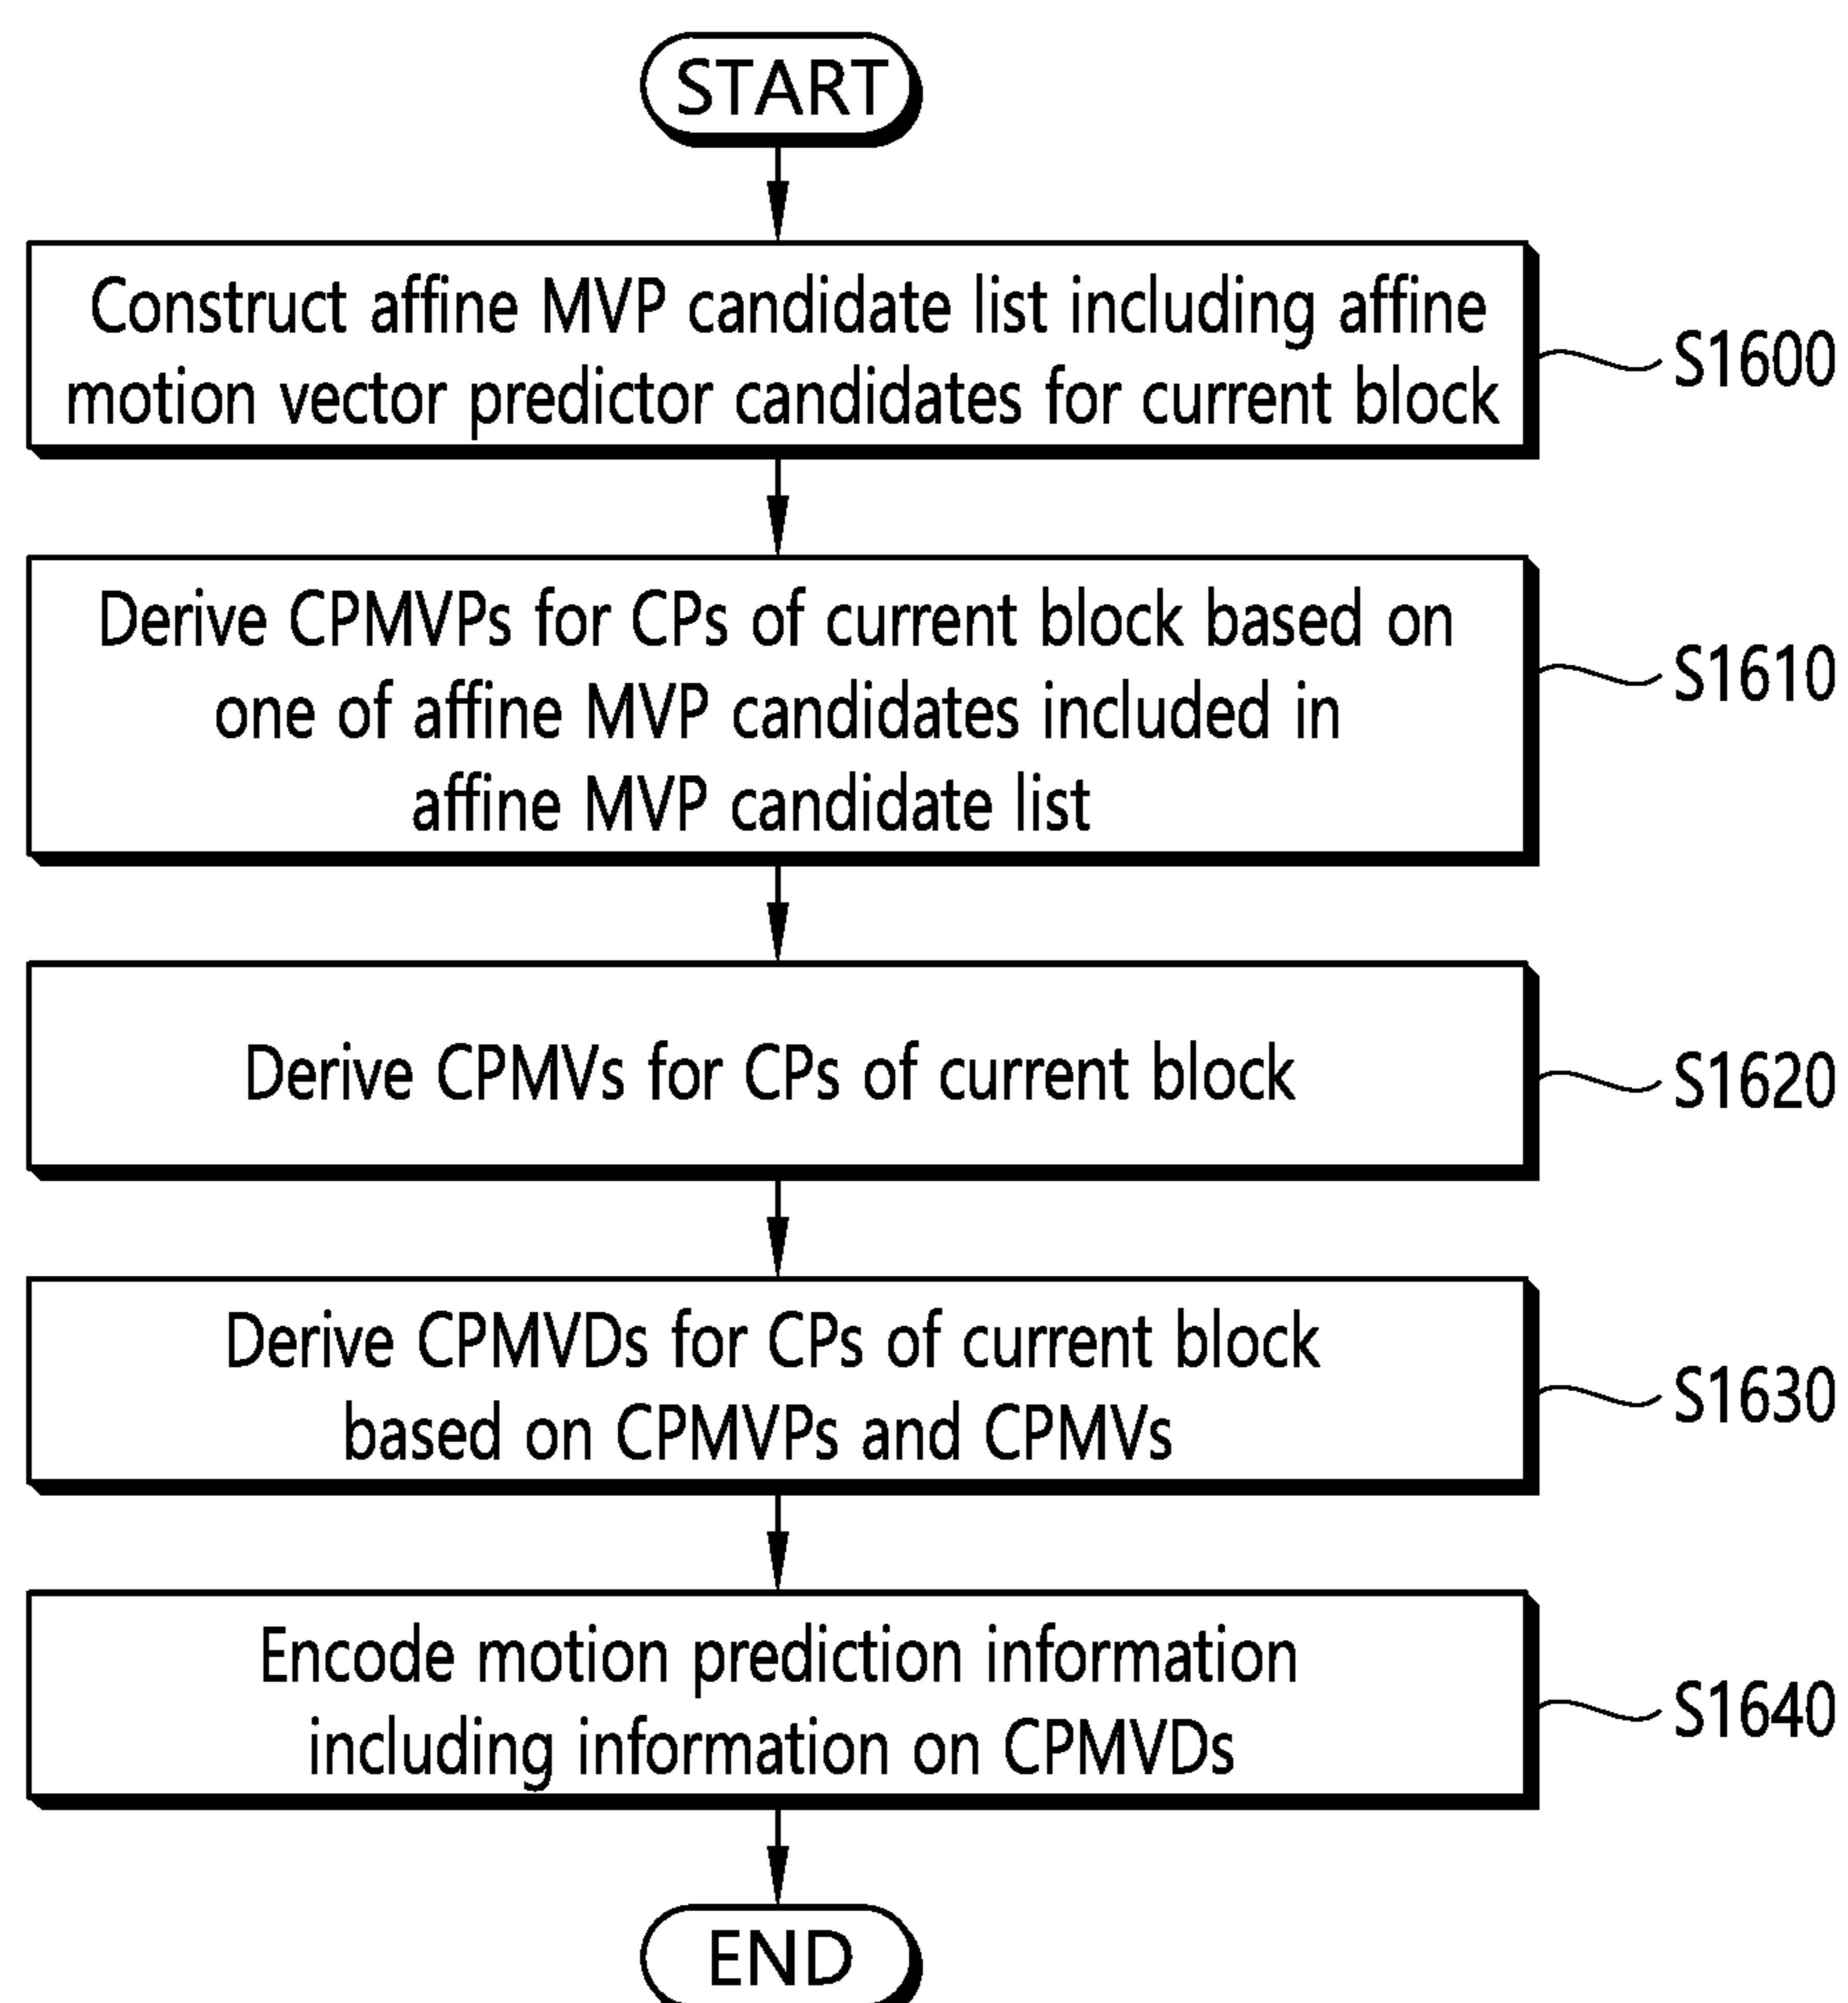 START
Construct affine MVP candidate list including affine
motion vector predictor candidates for current block
S1600
Derive CPMVPs for CPs of current block based on
one of affine MVP candidates included in
affine MVP candidate list
S1610
Derive CPMVs for CPs of current block
S1620
Derive CPMVDs for CPs of current block
based on CPMVPs and CPMVs
S1630
Encode motion prediction information
including information on CPMVDs
S1640
END